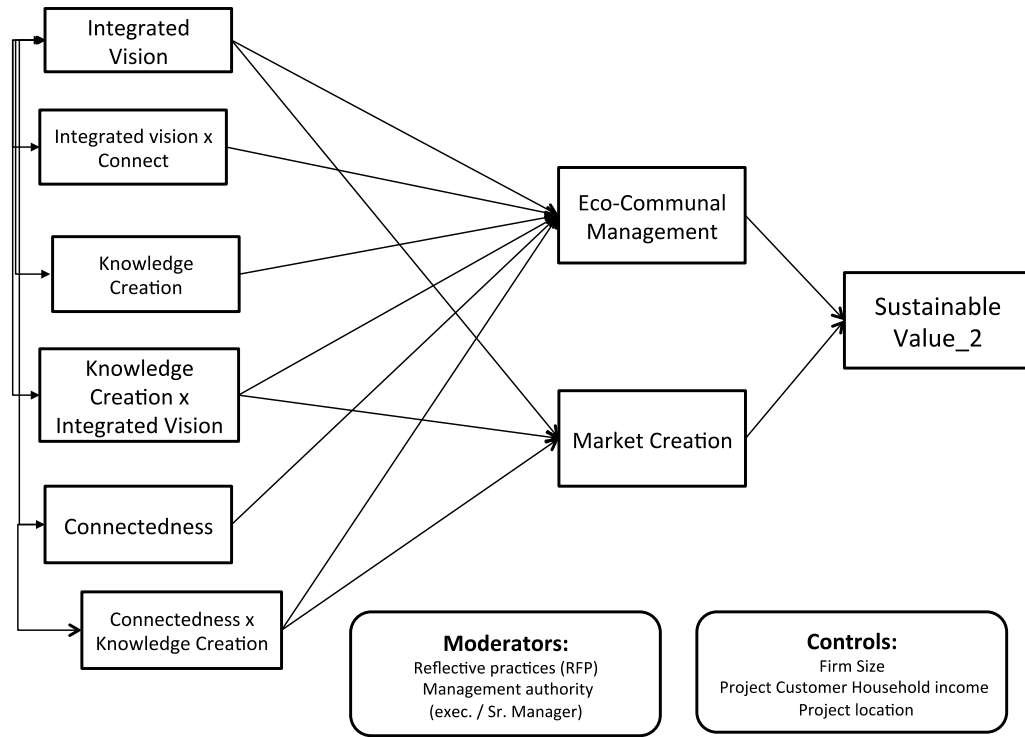 Integrated
Vision
Integrated vision x
Connect
Knowledge
Creation
Knowledge
Creation x
Integrated Vision
Connectedness
Connectedness x
Knowledge Creation
Eco-Communal
Management
Market Creation
Sustainable
Value_2
Moderators:
Reflective practices (RFP)
Management authority
(exec. / Sr. Manager)
Controls:
Firm Size
Project Customer Household income
Project location